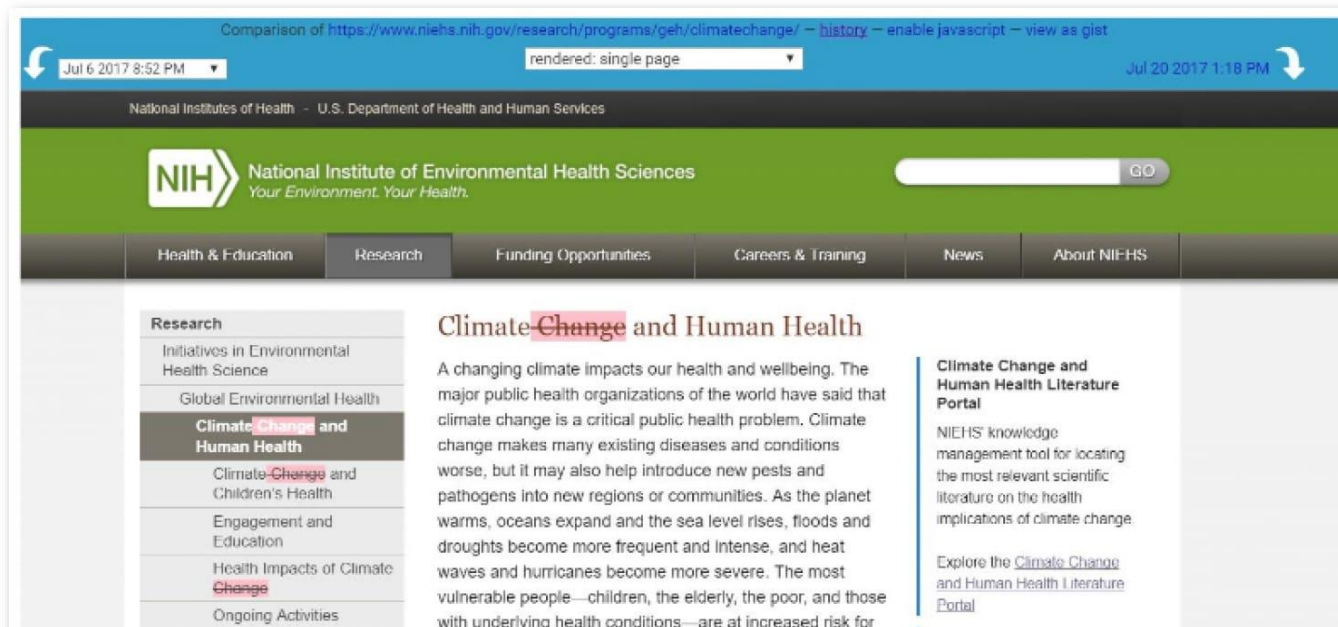 Comparison of https://www.niehs.nih.gov/research/programs/geh/climatechange/ — history — enable javascript — view as gist
Jul 6 2017 8:52 PM
rendered: single page
Jul 20 2017 1:18 PM
National Institutes of Health - U.S. Department of Health and Human Services
NIH
National Institute of Environmental Health Sciences
Your Environment. Your Health.
GO
Health & Education
Research
Funding Opportunities
Careers & Training
News
About NIEHS
Research
Initiatives in Environmental
Health Science
Global Environmental Health
Climate Change and
Human Health
Climate Change and
Children's Health
Engagement and
Education
Health Impacts of Climate
Change
Ongoing Activities
Climate Change and Human Health
A changing climate impacts our health and wellbeing. The
major public health organizations of the world have said that
climate change is a critical public health problem. Climate
change makes many existing diseases and conditions
worse, but it may also help introduce new pests and
pathogens into new regions or communities. As the planet
warms, oceans expand and the sea level rises, floods and
droughts become more frequent and intense, and heat
waves and hurricanes become more severe. The most
vulnerable people—children, the elderly, the poor, and those
with underlying health conditions—are at increased risk for
Climate Change and
Human Health Literature
Portal
NIEHS' knowledge
management tool for locating
the most relevant scientific
literature on the health
implications of climate change
Explore the Climate Change
and Human Health Literature
Portal